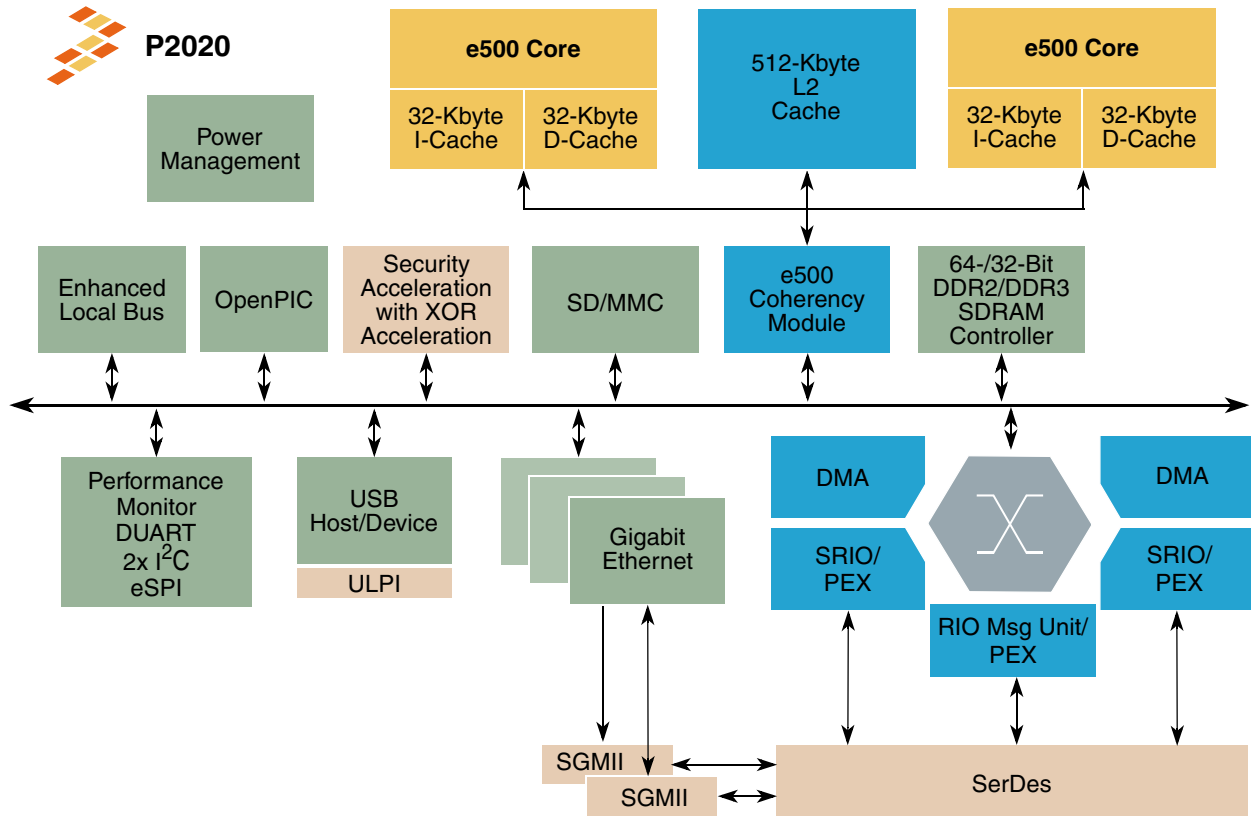 P2020
e500 Core
32-Kbyte
I-Cache
32-Kbyte
D-Cache
512-Kbyte
L2
Cache
e500 Core
32-Kbyte
I-Cache
32-Kbyte
D-Cache
Power
Management
Enhanced
Local Bus
OpenPIC
Security
Acceleration
with XOR
Acceleration
SD/MMC
e500
Coherency
Module
64-/32-Bit
DDR2/DDR3
SDRAM
Controller
Performance
Monitor
DUART
2x I²C
eSPI
USB
Host/Device
ULPI
Gigabit
Ethernet
DMA
SRIO/
PEX
DMA
SRIO/
PEX
RIO Msg Unit/
PEX
SGMII
SGMII
SerDes